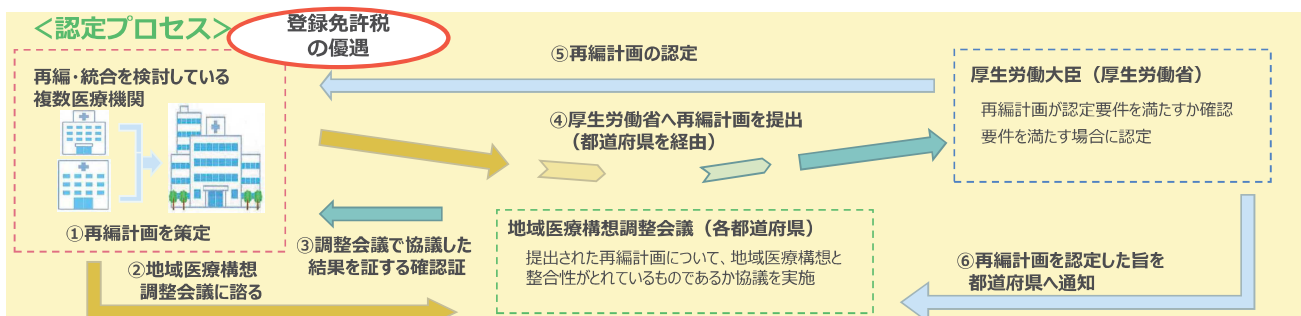 <認定プロセス>
登録免許税
の優遇
再編・統合を検討している
複数医療機関
①再編計画を策定
②地域医療構想
調整会議に諮る
③調整会議で協議した
結果を証する確認証
④厚生労働省へ再編計画を提出
（都道府県を経由）
⑤再編計画の認定
厚生労働大臣（厚生労働省）
再編計画が認定要件を満たすか確認
要件を満たす場合に認定
地域医療構想調整会議（各都道府県）
提出された再編計画について、地域医療構想と
整合性がとれているものであるか協議を実施
⑥再編計画を認定した旨を
都道府県へ通知